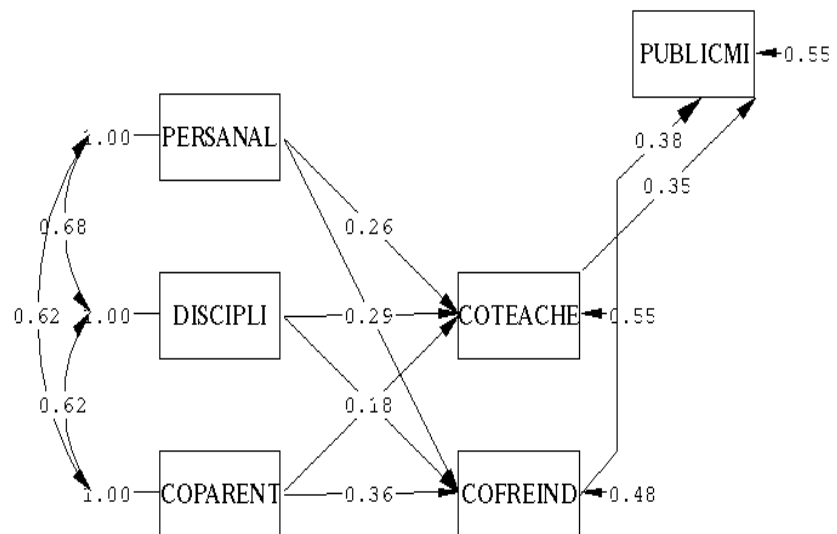 PUBLICMI
0.55
1.00
PERSANAL
0.38
0.35
0.68
0.26
0.62
1.00
DISCIPLI
0.29
COTEACHE
0.55
0.62
0.18
1.00
COPARENT
0.36
COFREIND
0.48